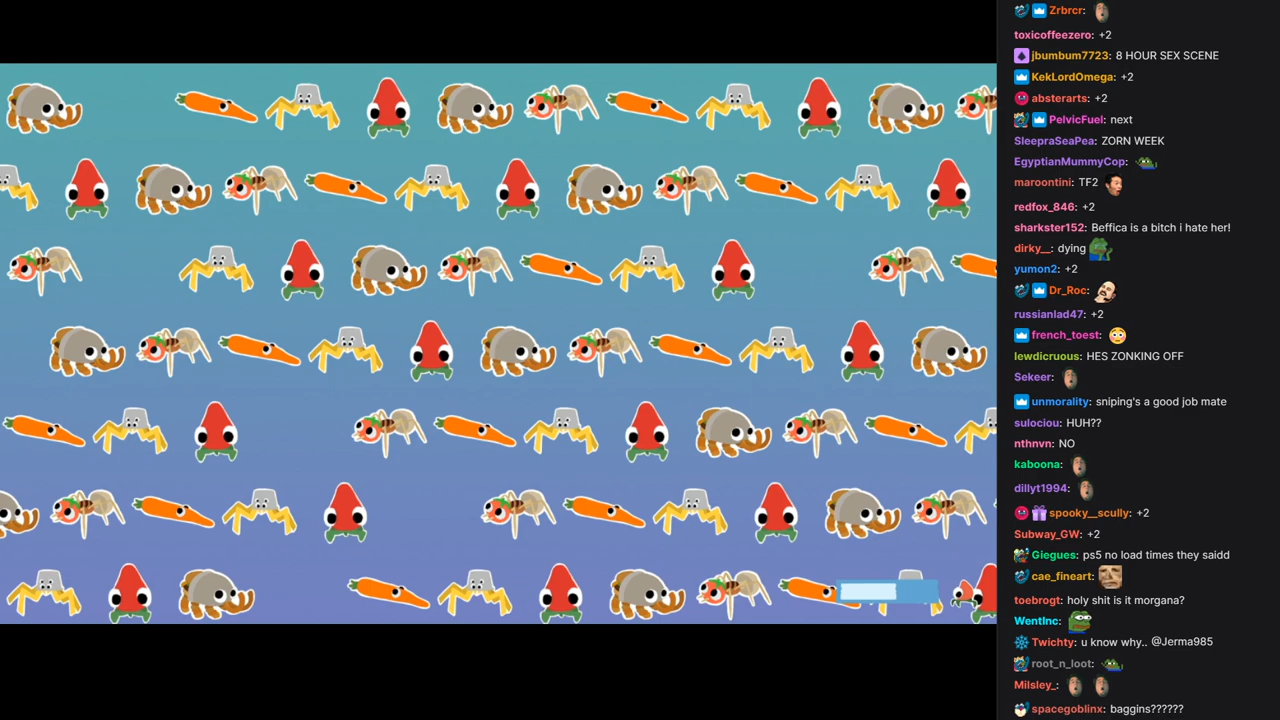 Zrbrcr:
toxicoffeezero: +2
jbumbum7723: 8 HOUR SEX SCENE
KekLordOmega: +2
absterarts: +2
PelvicFuel: next
SleepraSeaPea: ZORN WEEK
EgyptianMummyCop:
maroontini: TF2
redfox_846: +2
sharkster152: Beffica is a bitch i hate her!
dirky__: dying
yumon2: +2
Dr_Roc:
russianlad47: +2
french_toest:
lewdicruous: HES ZONKING OFF
Sekeer:
unmorality: sniping's a good job mate
sulociou: HUH??
nthnvn: NO
kaboona:
dillyt1994:
spooky__scully: +2
Subway_GW: +2
Giegues: ps5 no load times they saidd
cae_fineart:
toebrogt: holy shit is it morgana?
WentInc:
Twichty: u know why.. @Jerma985
root_n_loot:
Milsley_:
spacegoblinx: baggins??????